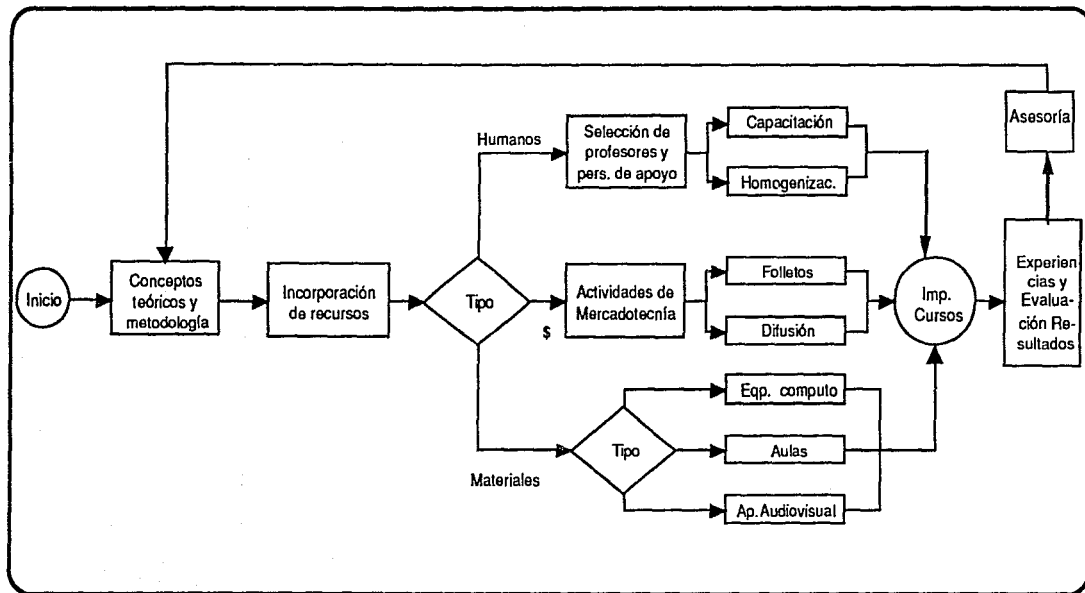 Inicio
Conceptos
teóricos y
metodología
Incorporación
de recursos
Tipo
Humanos
Selección de
profesores y
pers. de apoyo
Capacitación
Homogenizac.
$
Actividades de
Mercadotecnía
Folletos
Difusión
Materiales
Tipo
Eqp. computo
Aulas
Ap.Audiovisual
Imp.
Cursos
Experien-
cias y
Evalua-
ción Re-
sultados
Asesoría